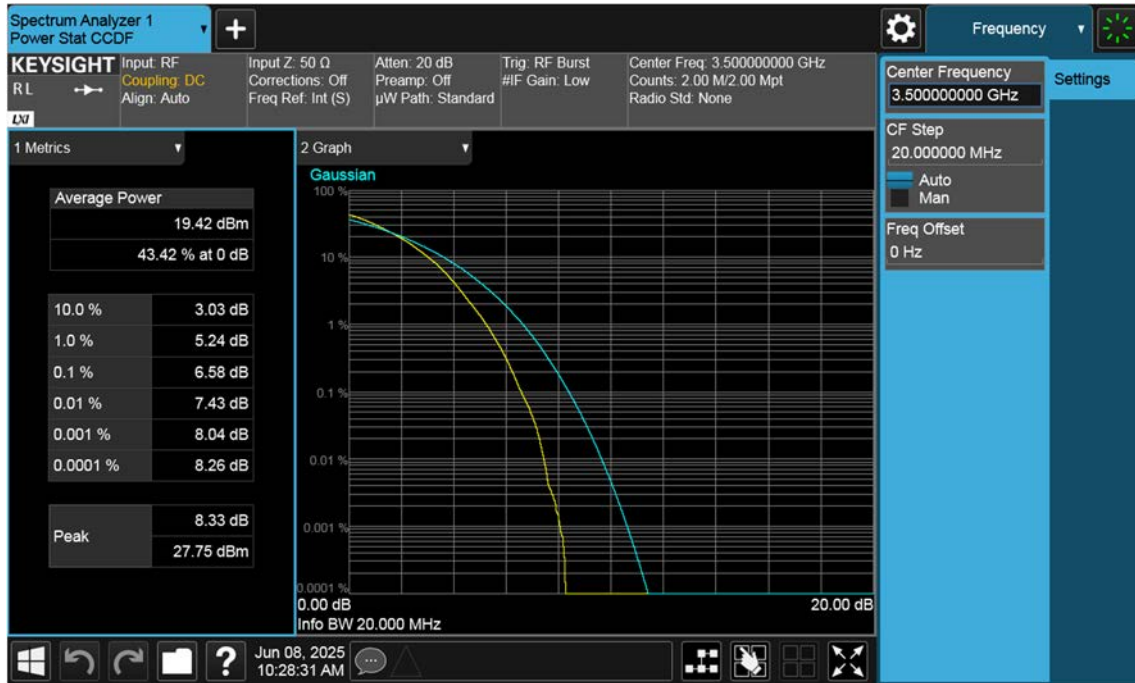 Spectrum Analyzer 1
Power Stat CCDF
Frequency
KEYSIGHT
RL
LXI
Input: RF
Coupling: DC
Align: Auto
Input Z: 50 Ω
Corrections: Off
Freq Ref: Int (S)
Atten: 20 dB
Preamp: Off
µW Path: Standard
Trig: RF Burst
#IF Gain: Low
Center Freq: 3.500000000 GHz
Counts: 2.00 M/2.00 Mpt
Radio Std: None
Center Frequency
3.500000000 GHz
Settings
CF Step
20.000000 MHz
Auto
Man
Freq Offset
0 Hz
1 Metrics
Average Power
19.42 dBm
43.42 % at 0 dB
10.0 % 3.03 dB
1.0 % 5.24 dB
0.1 % 6.58 dB
0.01 % 7.43 dB
0.001 % 8.04 dB
0.0001 % 8.26 dB
Peak
8.33 dB
27.75 dBm
2 Graph
Gaussian
100 %
10 %
1 %
0.1 %
0.01 %
0.001 %
0.0001 %
0.00 dB 20.00 dB
Info BW 20.000 MHz
Jun 08, 2025
10:28:31 AM